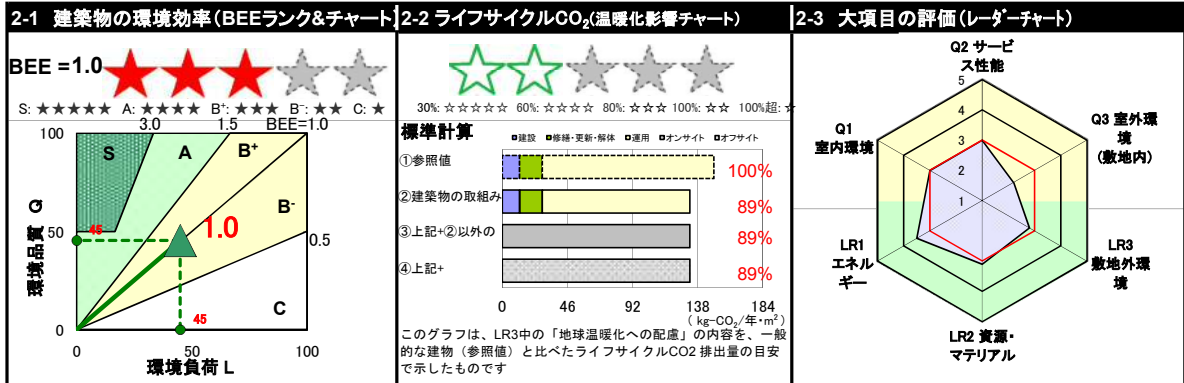 2-1 建築物の環境効率(BEEランク&チャート)
BEE =1.0
S: ★★★★★ A: ★★★★ B⁺: ★★★ B⁻: ★★ C: ★
3.0 1.5 BEE=1.0
100
S
A
B⁺
B⁻
1.0
環境品質 Q
50
45
0.5
C
0
45
0 50 100
環境負荷 L
2-2 ライフサイクルCO₂(温暖化影響チャート)
30%: ☆☆☆☆☆ 60%: ☆☆☆☆ 80%: ☆☆☆ 100%: ☆☆ 100%超: ☆
標準計算
建設 修繕・更新・解体 運用 オンサイト オフサイト
①参照値 100%
②建築物の取組み 89%
③上記+②以外の 89%
④上記+ 89%
0 46 92 138 184
( kg-CO₂/年・m²)
このグラフは、LR3中の「地球温暖化への配慮」の内容を、一般
的な建物(参照値)と比べたライフサイクルCO2 排出量の目安
で示したものです
2-3 大項目の評価(レーダーチャート)
Q2 サービ
ス性能
5
4
3
2
1
Q1
室内環境
Q3 室外環
境
(敷地内)
LR1
エネル
ギー
LR3
敷地外環
境
LR2 資源・
マテリアル